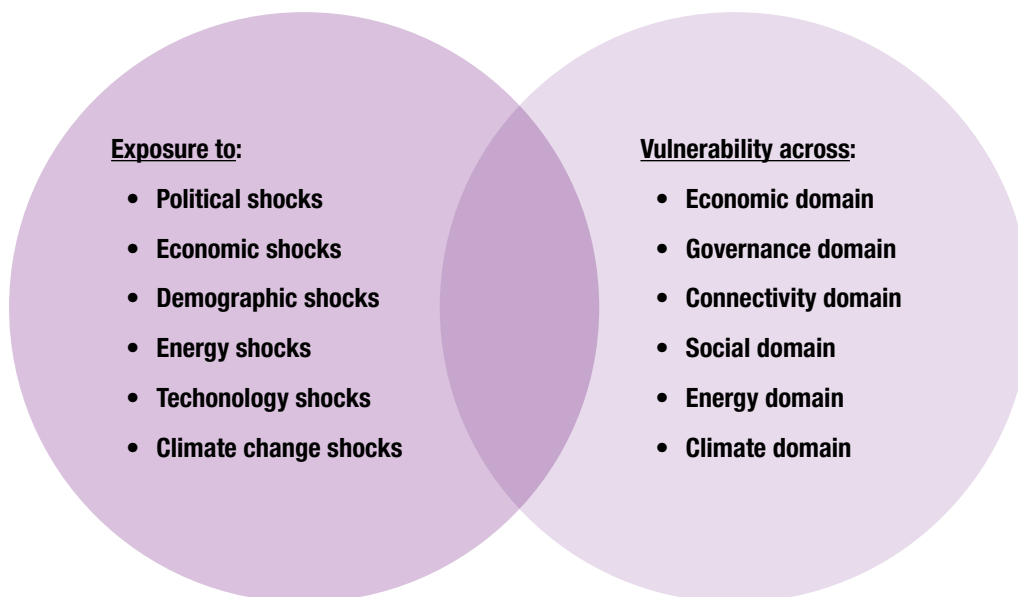 Exposure to:
• Political shocks
• Economic shocks
• Demographic shocks
• Energy shocks
• Techonology shocks
• Climate change shocks
Vulnerability across:
• Economic domain
• Governance domain
• Connectivity domain
• Social domain
• Energy domain
• Climate domain